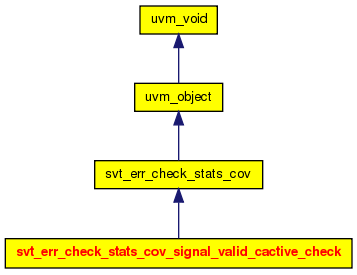 uvm_void
uvm_object
svt_err_check_stats_cov
svt_err_check_stats_cov_signal_valid_cactive_check